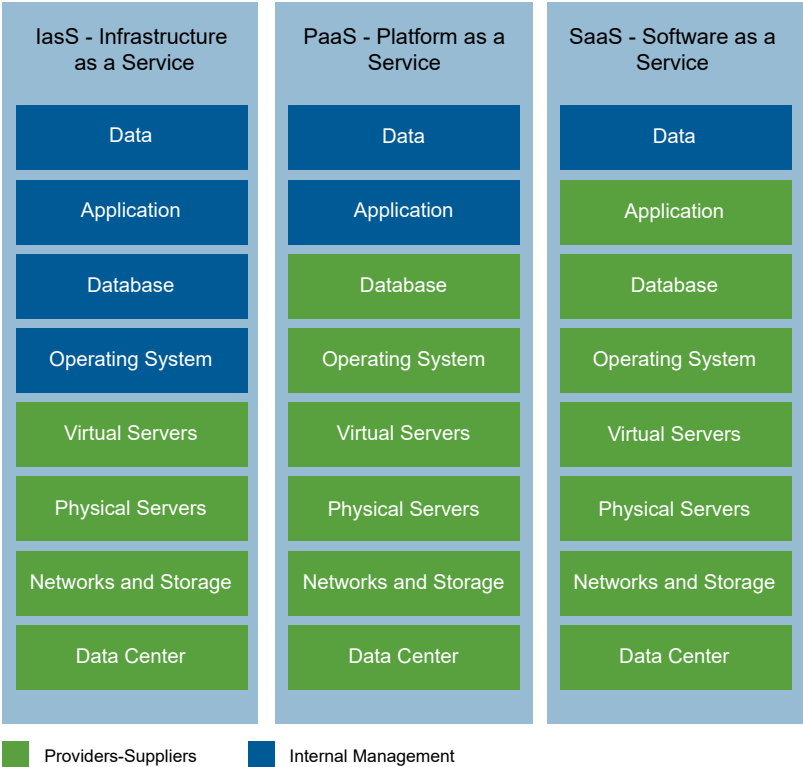 IasS - Infrastructure
as a Service
Data
Application
Database
Operating System
Virtual Servers
Physical Servers
Networks and Storage
Data Center
PaaS - Platform as a
Service
Data
Application
Database
Operating System
Virtual Servers
Physical Servers
Networks and Storage
Data Center
SaaS - Software as a
Service
Data
Application
Database
Operating System
Virtual Servers
Physical Servers
Networks and Storage
Data Center
Providers-Suppliers
Internal Management